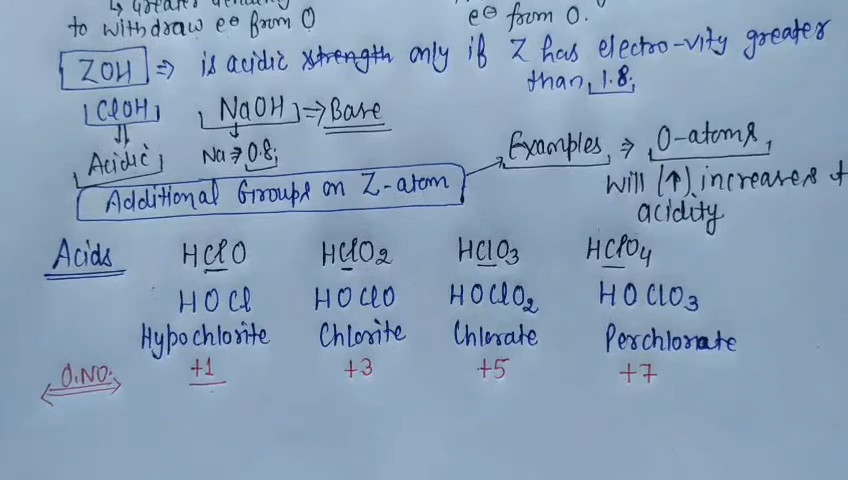 ↳ Greater
to withdraw e⊖ from O
e⊖ from O.
ZOH ⇒ is acidic strength only if Z has electro-vity greater
than 1.8;
ClOH NaOH ⇒ Base
⇓
Acidic Na ⇒ 0.8;
Examples, ⇒ O-atoms,
Additional Groups on Z-atom
will (↑) increases
acidity
Acids HClO HClO2 HClO3 HClO4
HOCl HOClO HOClO2 HOClO3
Hypochlorite Chlorite Chlorate Perchlorate
O.NO. +1 +3 +5 +7